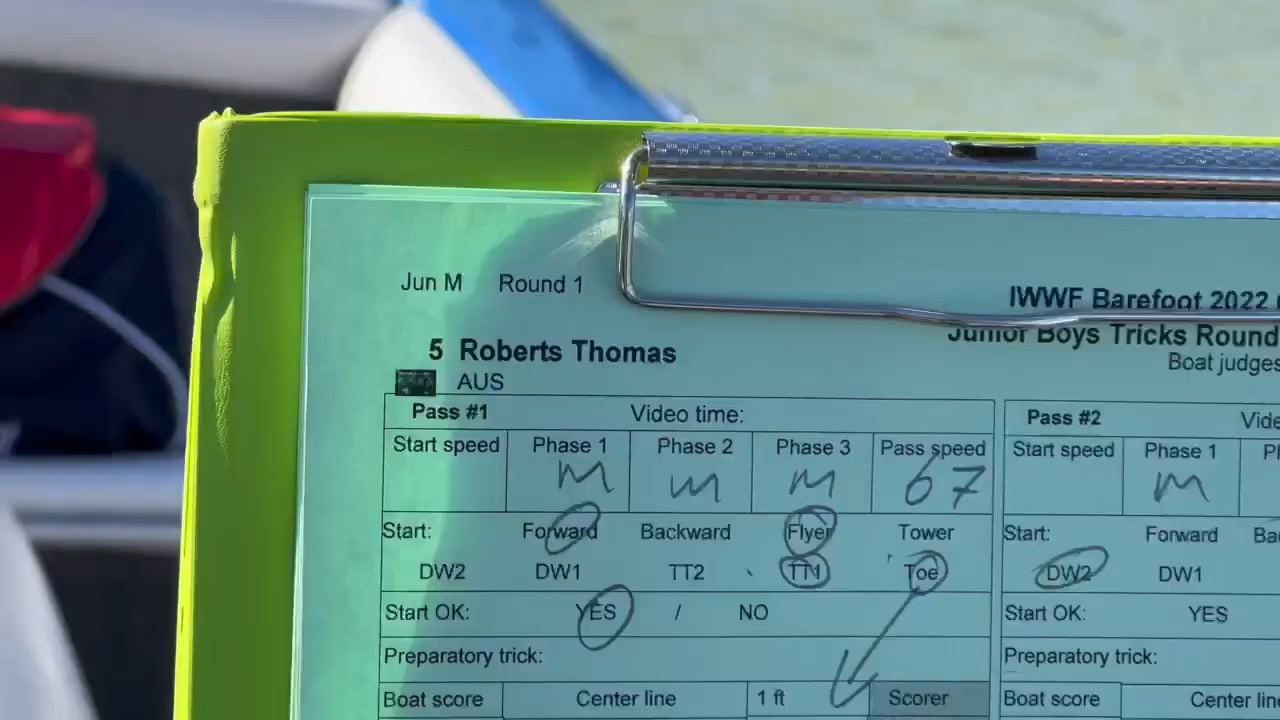 Jun M Round 1
IWWF Barefoot 2022
Junior Boys Tricks Round
Boat judges
5 Roberts Thomas
AUS
Pass #1 Video time:
Pass #2
Start speed Phase 1 Phase 2 Phase 3 Pass speed
Start speed Phase 1
M M M 67
M
Start: Forward Backward Flyer Tower
Start: Forward
DW2 DW1 TT2 TT1 Toe
DW2 DW1
Start OK: YES / NO
Start OK: YES
Preparatory trick:
Preparatory trick:
Boat score Center line 1 ft Scorer
Boat score